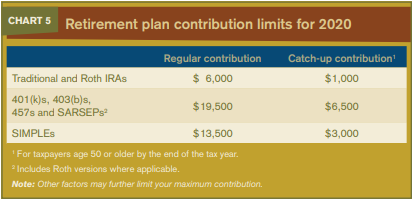 CHART 5 Retirement plan contribution limits for 2020
Regular contribution Catch-up contribution¹
Traditional and Roth IRAs $ 6,000 $1,000
401(k)s, 403(b)s,
457s and SARSEPs² $19,500 $6,500
SIMPLEs $13,500 $3,000
¹ For taxpayers age 50 or older by the end of the tax year.
² Includes Roth versions where applicable.
Note: Other factors may further limit your maximum contribution.